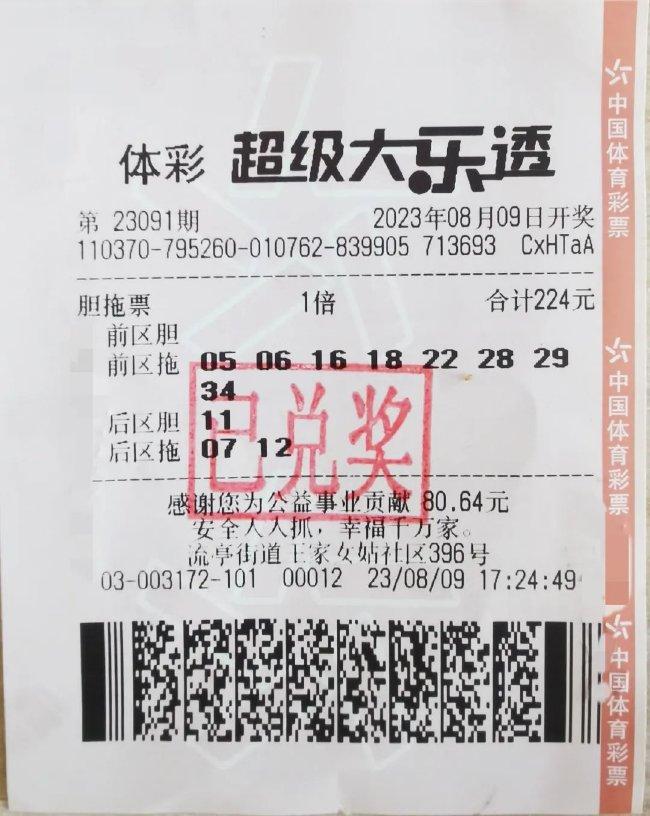 体彩 超级大乐透
第 23091期 2023年08月09日开奖
110370-795260-010762-839905 713693 CxHTaA
胆拖票 1倍 合计224元
前区胆
前区拖 05 06 16 18 22 28 29
34
后区胆 11
后区拖 07 12
已兑奖
感谢您为公益事业贡献 80.64元
安全人人抓，幸福千万家。
流亭街道王家女姑社区396号
03-003172-101 00012 23/08/09 17:24:49
中国体育彩票
中国体育彩票
中国体育彩票